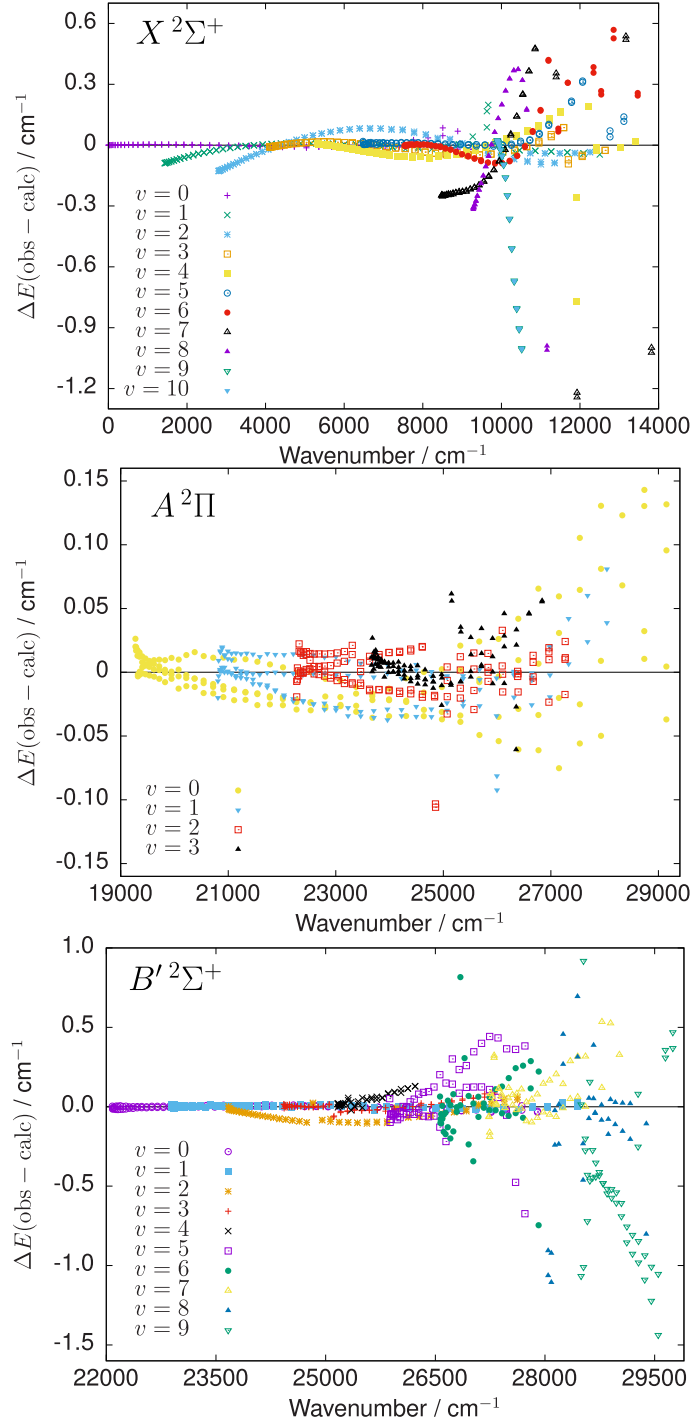 X ²Σ⁺
ΔE(obs − calc) / cm⁻¹
0.6
0.3
0
-0.3
-0.6
-0.9
-1.2
v = 0
v = 1
v = 2
v = 3
v = 4
v = 5
v = 6
v = 7
v = 8
v = 9
v = 10
0 2000 4000 6000 8000 10000 12000 14000
Wavenumber / cm⁻¹
A ²Π
ΔE(obs − calc) / cm⁻¹
0.15
0.10
0.05
0
-0.05
-0.10
-0.15
v = 0
v = 1
v = 2
v = 3
19000 21000 23000 25000 27000 29000
Wavenumber / cm⁻¹
B′ ²Σ⁺
ΔE(obs − calc) / cm⁻¹
1.0
0.5
0.0
-0.5
-1.0
-1.5
v = 0
v = 1
v = 2
v = 3
v = 4
v = 5
v = 6
v = 7
v = 8
v = 9
22000 23500 25000 26500 28000 29500
Wavenumber / cm⁻¹